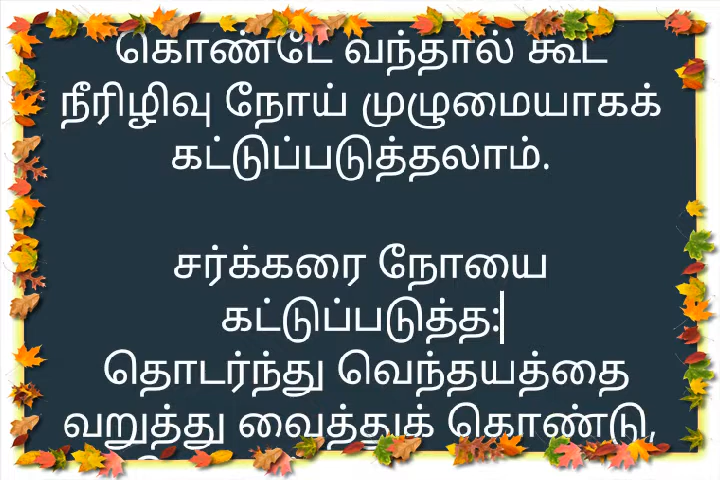 கொண்டே வந்தால் கூட
நீரிழிவு நோய் முழுமையாகக்
கட்டுப்படுத்தலாம்.
சர்க்கரை நோயை
கட்டுப்படுத்த:
தொடர்ந்து வெந்தயத்தை
வறுத்து வைத்துக் கொண்டு,